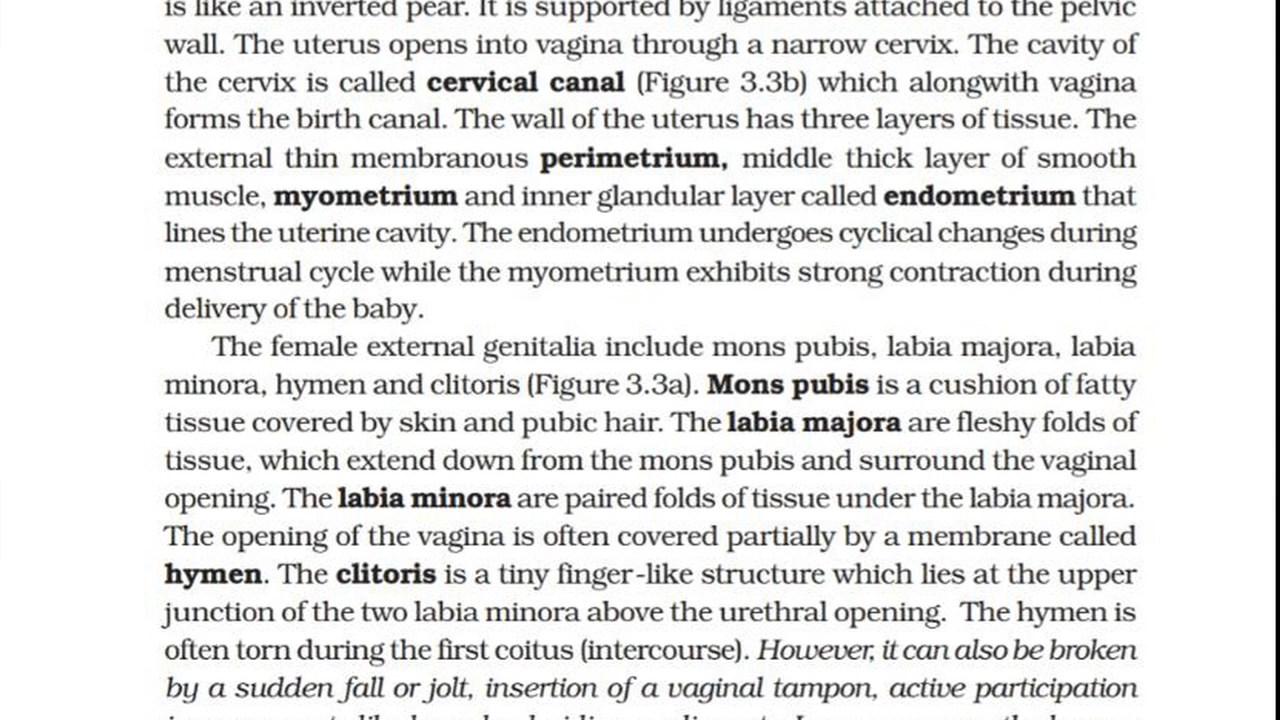 is like an inverted pear. It is supported by ligaments attached to the pelvic
wall. The uterus opens into vagina through a narrow cervix. The cavity of
the cervix is called cervical canal (Figure 3.3b) which alongwith vagina
forms the birth canal. The wall of the uterus has three layers of tissue. The
external thin membranous perimetrium, middle thick layer of smooth
muscle, myometrium and inner glandular layer called endometrium that
lines the uterine cavity. The endometrium undergoes cyclical changes during
menstrual cycle while the myometrium exhibits strong contraction during
delivery of the baby.
The female external genitalia include mons pubis, labia majora, labia
minora, hymen and clitoris (Figure 3.3a). Mons pubis is a cushion of fatty
tissue covered by skin and pubic hair. The labia majora are fleshy folds of
tissue, which extend down from the mons pubis and surround the vaginal
opening. The labia minora are paired folds of tissue under the labia majora.
The opening of the vagina is often covered partially by a membrane called
hymen. The clitoris is a tiny finger-like structure which lies at the upper
junction of the two labia minora above the urethral opening. The hymen is
often torn during the first coitus (intercourse). However, it can also be broken
by a sudden fall or jolt, insertion of a vaginal tampon, active participation